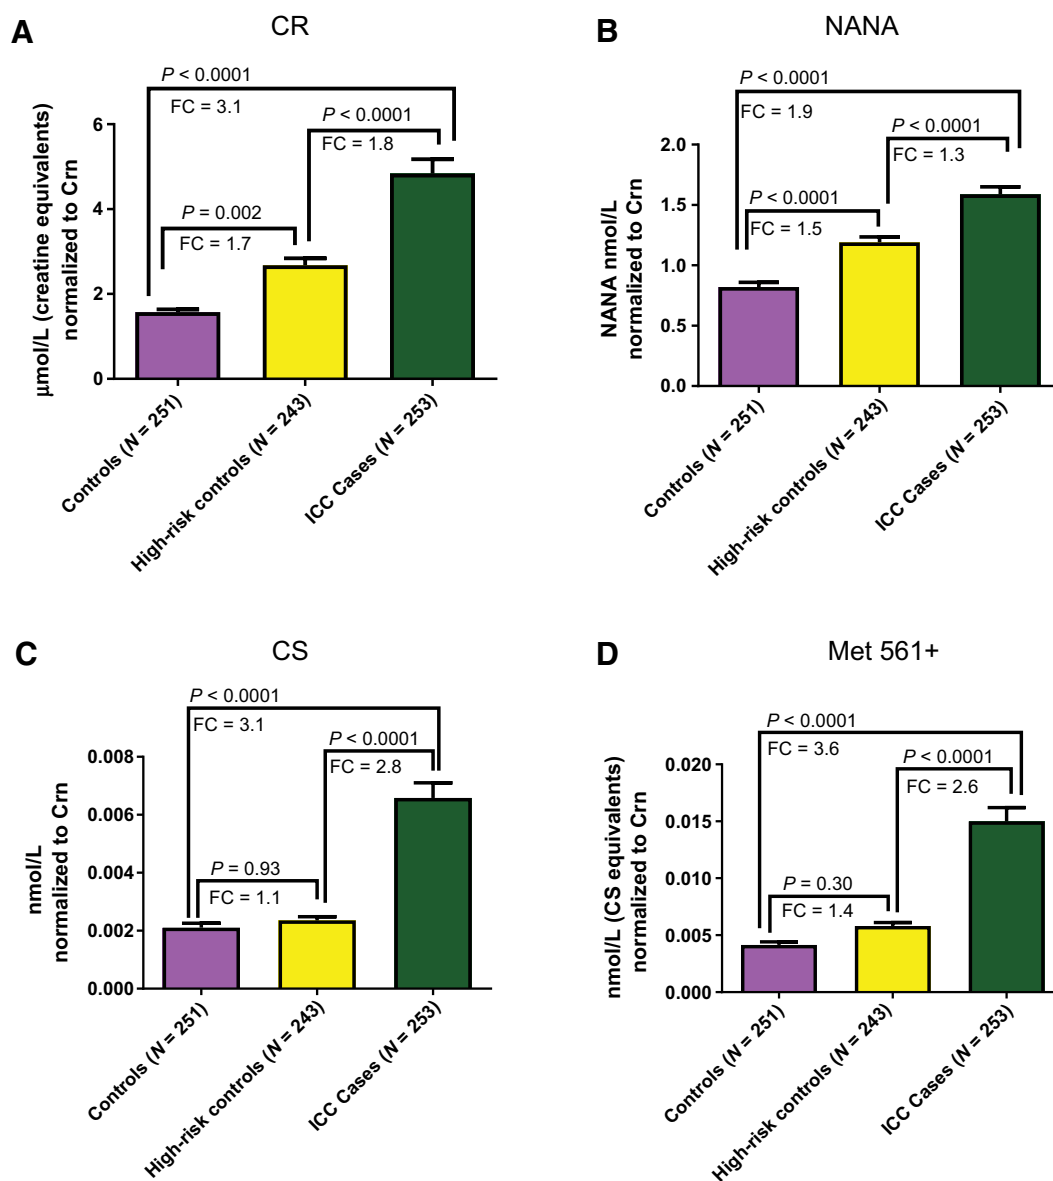 A
CR
P < 0.0001
FC = 3.1
P < 0.0001
FC = 1.8
P = 0.002
FC = 1.7
µmol/L (creatine equivalents)
normalized to Crn
6
4
2
0
Controls (N = 251)
High-risk controls (N = 243)
ICC Cases (N = 253)
B
NANA
P < 0.0001
FC = 1.9
P < 0.0001
FC = 1.3
P < 0.0001
FC = 1.5
NANA nmol/L
normalized to Crn
2.0
1.5
1.0
0.5
0.0
Controls (N = 251)
High-risk controls (N = 243)
ICC Cases (N = 253)
C
CS
P < 0.0001
FC = 3.1
P < 0.0001
FC = 2.8
P = 0.93
FC = 1.1
nmol/L
normalized to Crn
0.008
0.006
0.004
0.002
0.000
Controls (N = 251)
High-risk controls (N = 243)
ICC Cases (N = 253)
D
Met 561+
P < 0.0001
FC = 3.6
P < 0.0001
FC = 2.6
P = 0.30
FC = 1.4
nmol/L (CS equivalents)
normalized to Crn
0.020
0.015
0.010
0.005
0.000
Controls (N = 251)
High-risk controls (N = 243)
ICC Cases (N = 253)